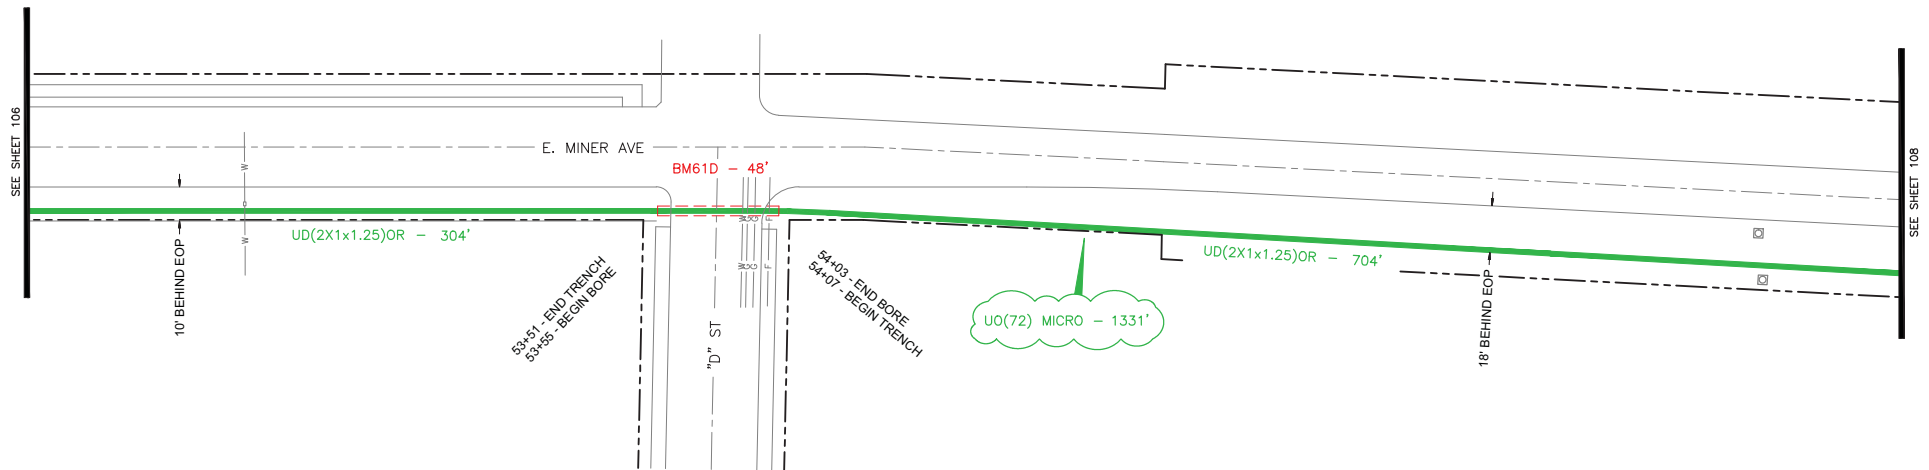 SEE SHEET 106
E. MINER AVE
BM61D - 48'
W
W
UD(2X1x1.25)OR - 304'
10' BEHIND EOP
53+51 - END TRENCH
53+55 - BEGIN BORE
"D" ST
W
G
F
W
G
F
54+03 - END BORE
54+07 - BEGIN TRENCH
UO(72) MICRO - 1331'
UD(2X1x1.25)OR - 704'
18' BEHIND EOP
SEE SHEET 108